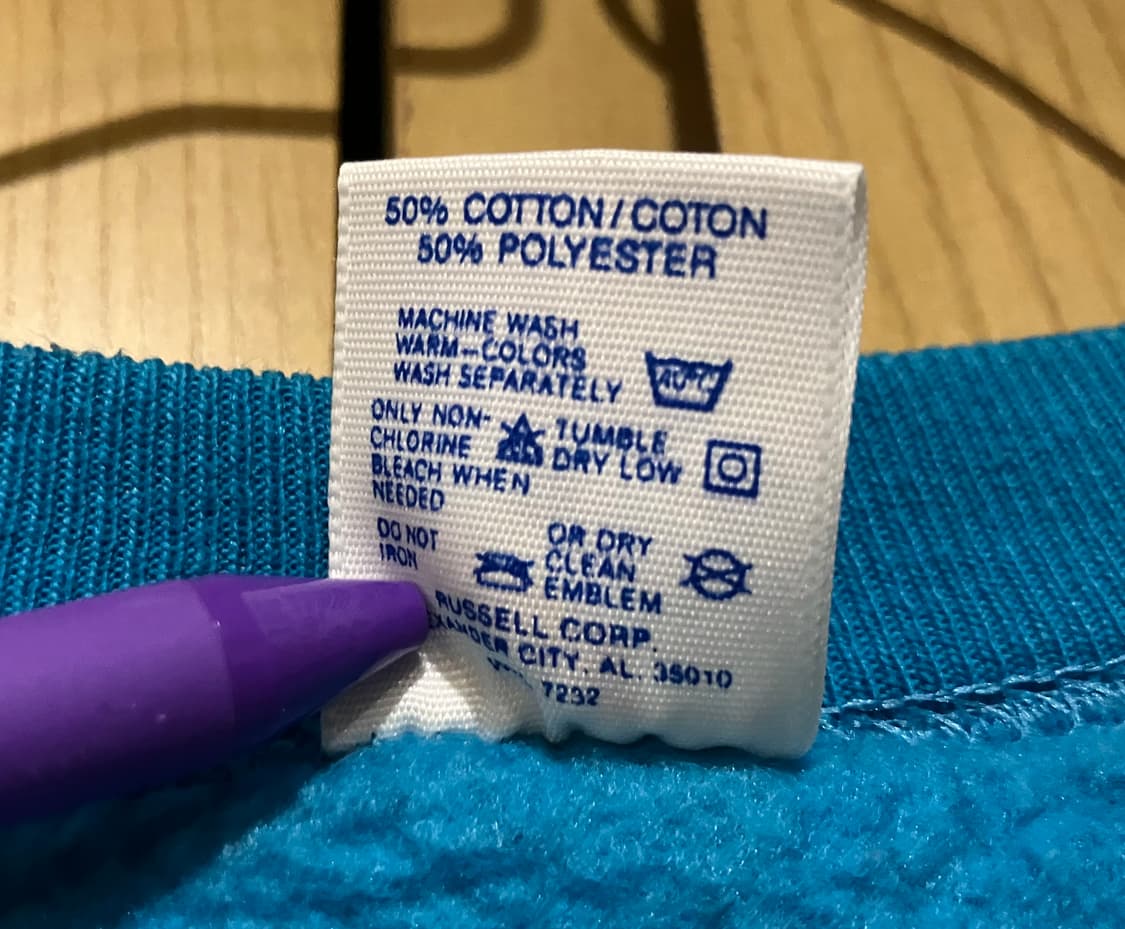 50% COTTON/COTON
50% POLYESTER
MACHINE WASH
WARM-COLORS
WASH SEPARATELY
40°C
ONLY NON-
CHLORINE
BLEACH WHEN
NEEDED
TUMBLE
DRY LOW
DO NOT
IRON
OR DRY
CLEAN
EMBLEM
RUSSELL CORP.
CITY, AL. 35010
7232